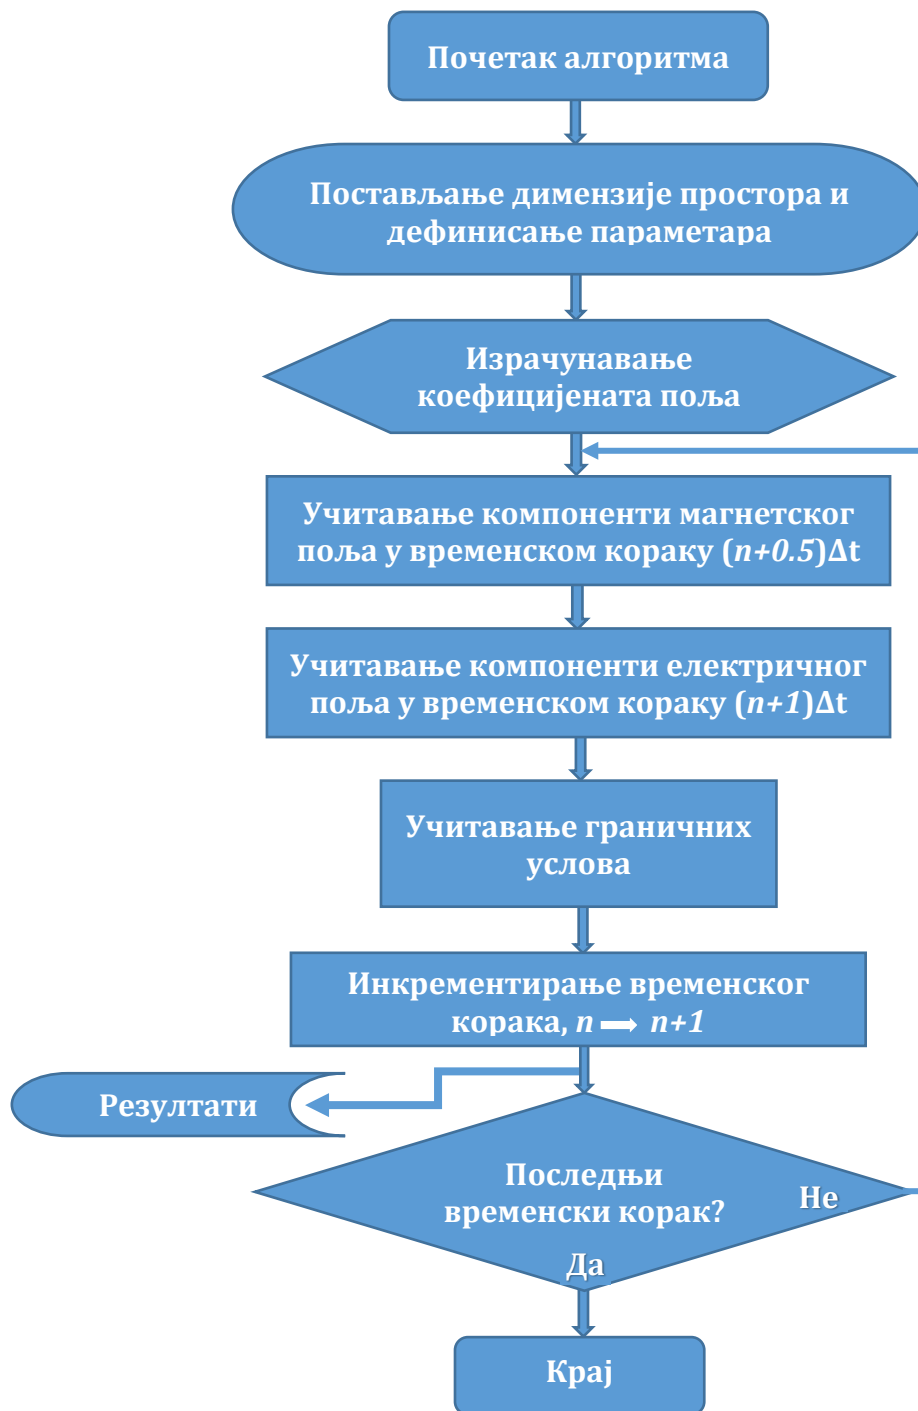 Почетак алгоритма
Постављање димензије простора и
дефинисање параметара
Израчунавање
коефицијената поља
Учитавање компоненти магнетског
поља у временском кораку (n+0.5)Δt
Учитавање компоненти електричног
поља у временском кораку (n+1)Δt
Учитавање граничних
услова
Инкрементирање временског
корака, n → n+1
Резултати
Последњи
временски корак?
Не
Да
Крај